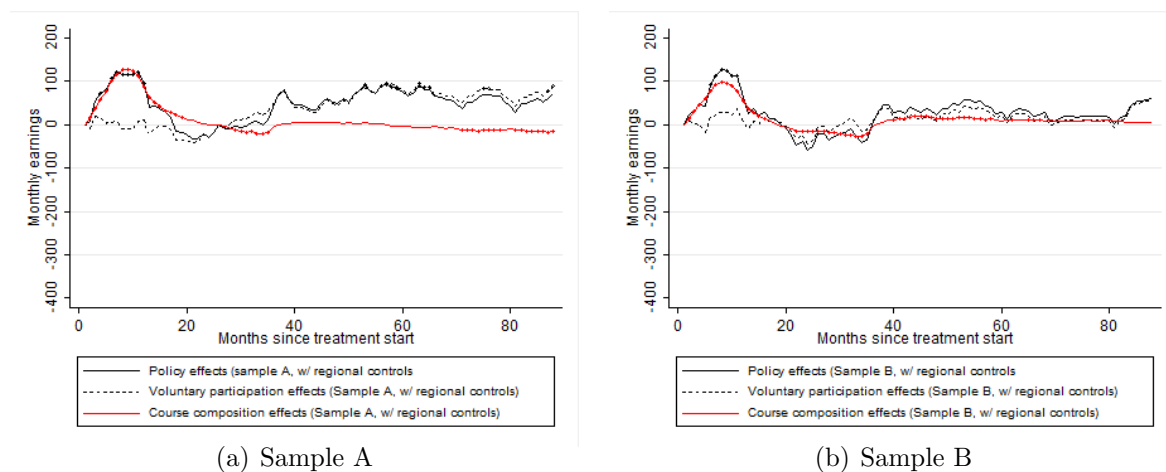 200
100
0
-100
-200
-300
-400
Monthly earnings
0 20 40 60 80
Months since treatment start
Policy effects (sample A, w/ regional controls
Voluntary participation effects (Sample A, w/ regional controls)
Course composition effects (Sample A, w/ regional controls)
(a) Sample A
200
100
0
-100
-200
-300
-400
Monthly earnings
0 20 40 60 80
Months since treatment start
Policy effects (Sample B, w/ regional controls
Voluntary participation effects (Sample B, w/ regional controls)
Course composition effects (Sample B, w/ regional controls)
(b) Sample B